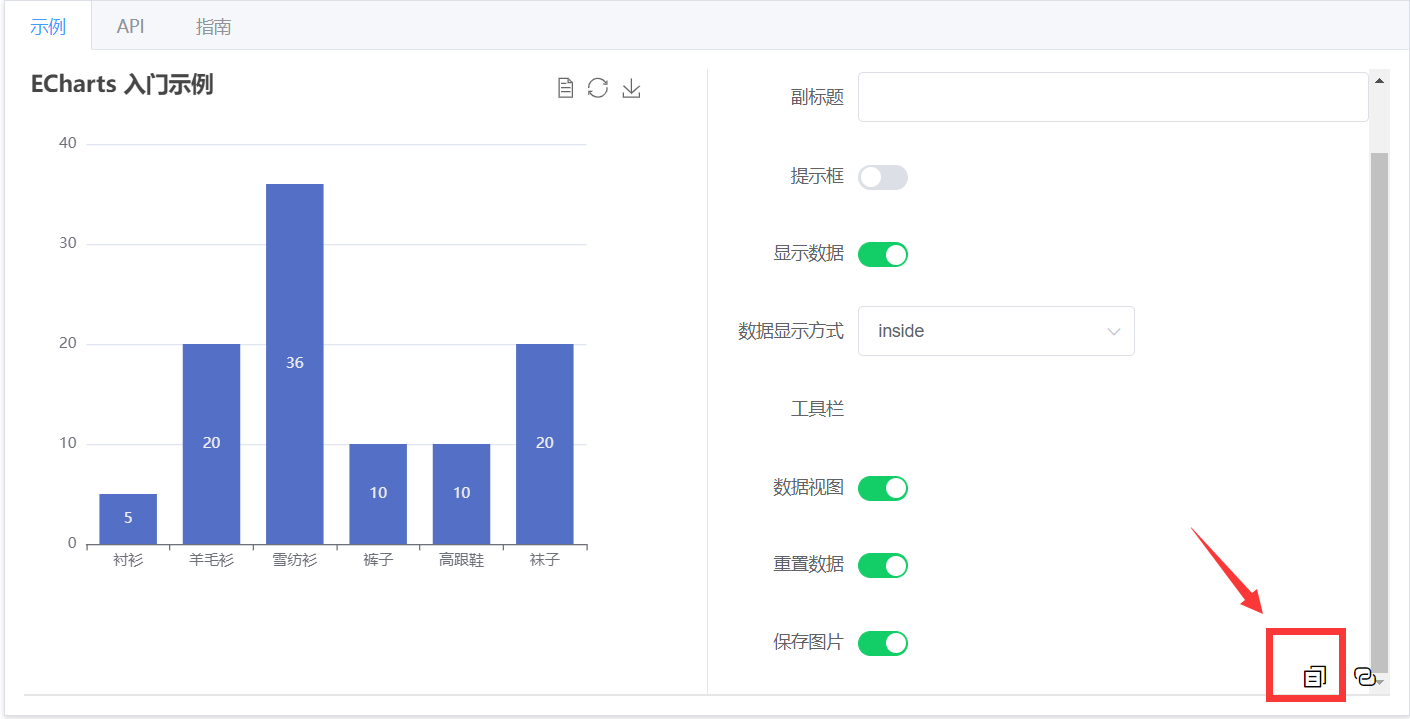 示例 API 指南
ECharts 入门示例
40
30
20
10
0
5
20
36
10
10
20
衬衫 羊毛衫 雪纺衫 裤子 高跟鞋 袜子
副标题
提示框
显示数据
数据显示方式 inside
工具栏
数据视图
重置数据
保存图片